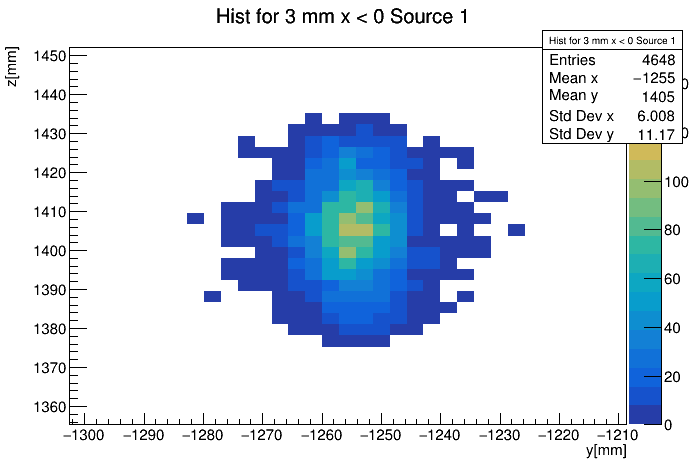 Hist for 3 mm x < 0 Source 1
Hist for 3 mm x < 0 Source 1
Entries 4648
Mean x −1255
Mean y 1405
Std Dev x 6.008
Std Dev y 11.17
z[mm]
1450
1440
1430
1420
1410
1400
1390
1380
1370
1360
−1300 −1290 −1280 −1270 −1260 −1250 −1240 −1230 −1220 −1210
y[mm]
100
80
60
40
20
0